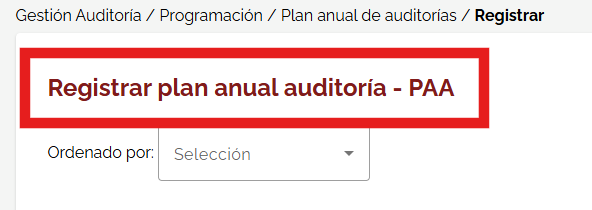 Gestión Auditoría / Programación / Plan anual de auditorías / Registrar
Registrar plan anual auditoría - PAA
Ordenado por: Selección